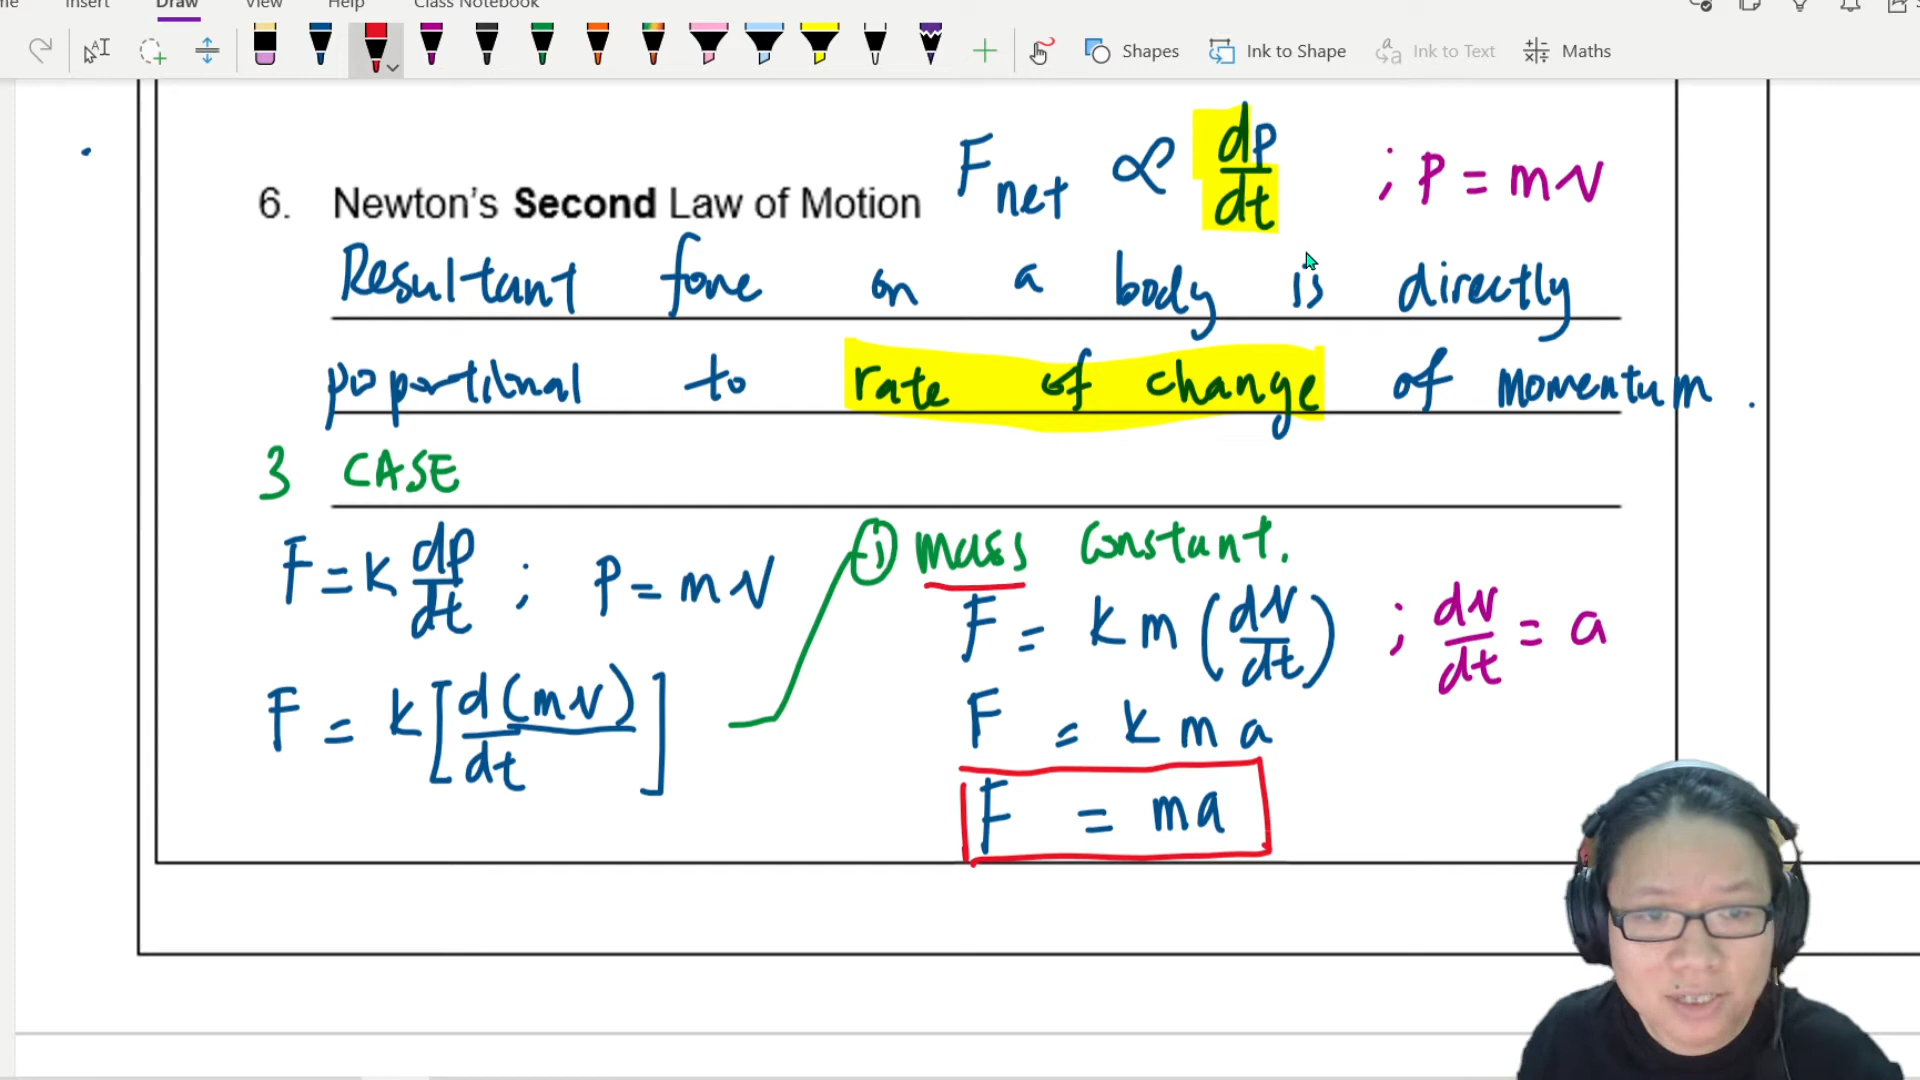 Insert Draw View Help Class Notebook
Shapes Ink to Shape Ink to Text Maths
F net ∝ dp/dt ; P = mv
6. Newton's Second Law of Motion
Resultant force on a body is directly
poportional to rate of change of momentum.
3 CASE
① mass constant.
F = k dp/dt ; P = mv
F = km (dv/dt) ; dv/dt = a
F = k [d(mv)/dt]
F = k m a
F = ma